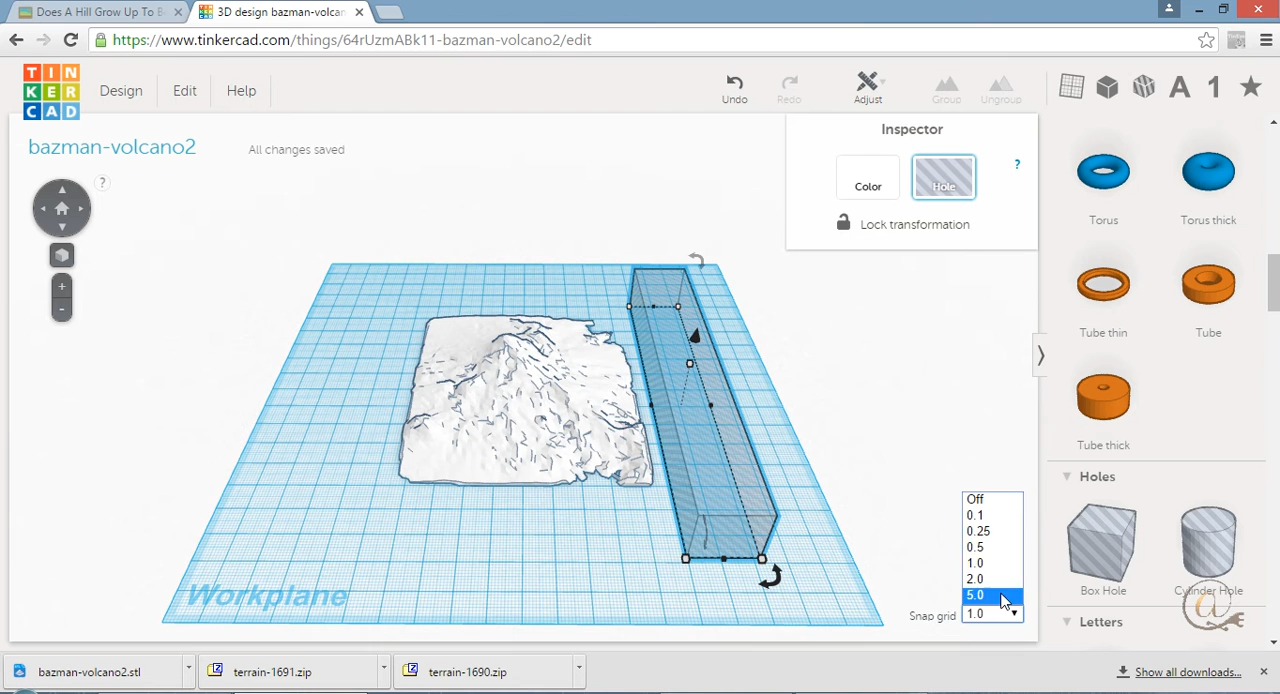 Does A Hill Grow Up To B
3D design bazman-volcan
https://www.tinkercad.com/things/64rUzmABk11-bazman-volcano2/edit
TIN
KER
CAD
Design
Edit
Help
Undo
Redo
Adjust
Group
Ungroup
A
1
bazman-volcano2
All changes saved
?
Inspector
Color
Hole
?
Lock transformation
+
-
Torus
Torus thick
Tube thin
Tube
Tube thick
Holes
Box Hole
Cylinder Hole
Letters
Workplane
Off
0.1
0.25
0.5
1.0
2.0
5.0
Snap grid
1.0
bazman-volcano2.stl
terrain-1691.zip
terrain-1690.zip
Show all downloads...